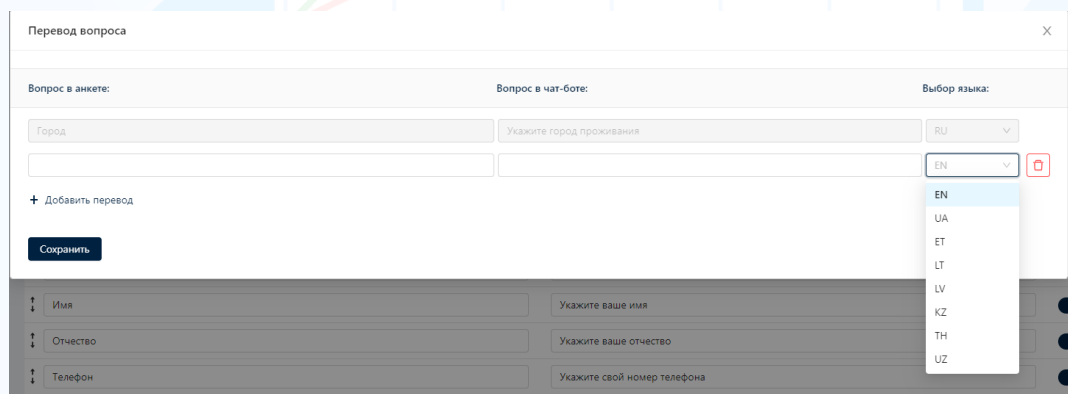 Перевод вопроса
Вопрос в анкете: Вопрос в чат-боте: Выбор языка:
Город Укажите город проживания RU
EN
+ Добавить перевод
EN
UA
ET
LT
LV
KZ
TH
UZ
Сохранить
Имя Укажите ваше имя
Отчество Укажите ваше отчество
Телефон Укажите свой номер телефона